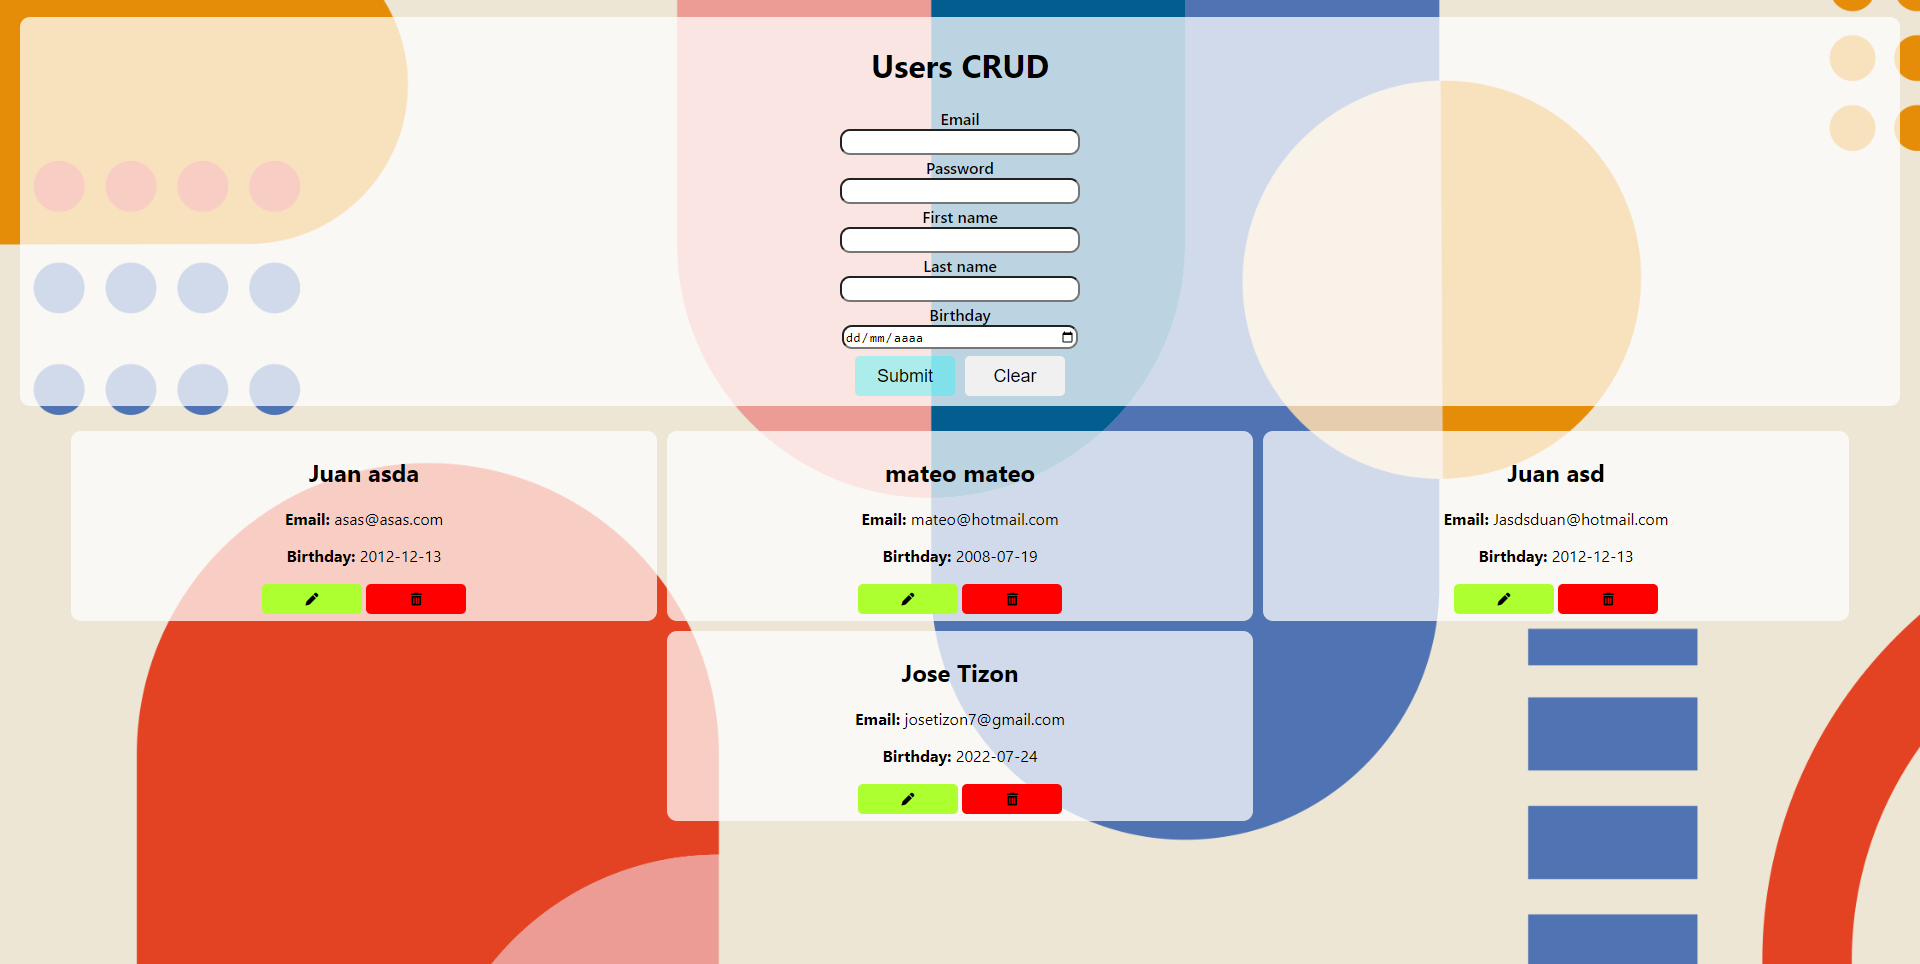 Users CRUD
Email
Password
First name
Last name
Birthday
dd/mm/aaaa
Submit
Clear
Juan asda
Email: asas@asas.com
Birthday: 2012-12-13
mateo mateo
Email: mateo@hotmail.com
Birthday: 2008-07-19
Juan asd
Email: Jasdsduan@hotmail.com
Birthday: 2012-12-13
Jose Tizon
Email: josetizon7@gmail.com
Birthday: 2022-07-24